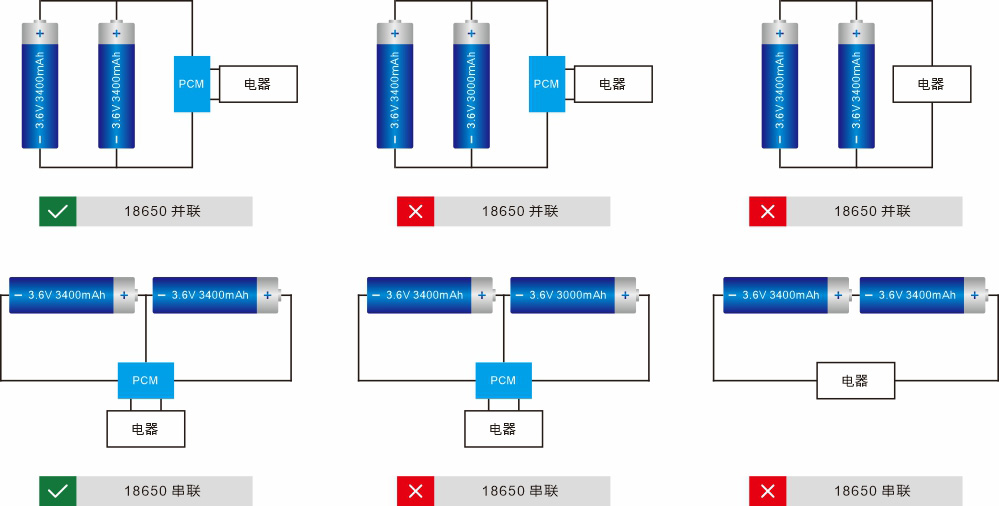 +
+
− 3.6V 3400mAh
− 3.6V 3400mAh
PCM
电器
18650 并联
+
+
− 3.6V 3400mAh
− 3.6V 3000mAh
PCM
电器
18650 并联
+
+
− 3.6V 3400mAh
− 3.6V 3400mAh
电器
18650 并联
− 3.6V 3400mAh +
− 3.6V 3400mAh +
PCM
电器
18650 串联
− 3.6V 3400mAh +
− 3.6V 3000mAh +
PCM
电器
18650 串联
− 3.6V 3400mAh +
− 3.6V 3400mAh +
电器
18650 串联